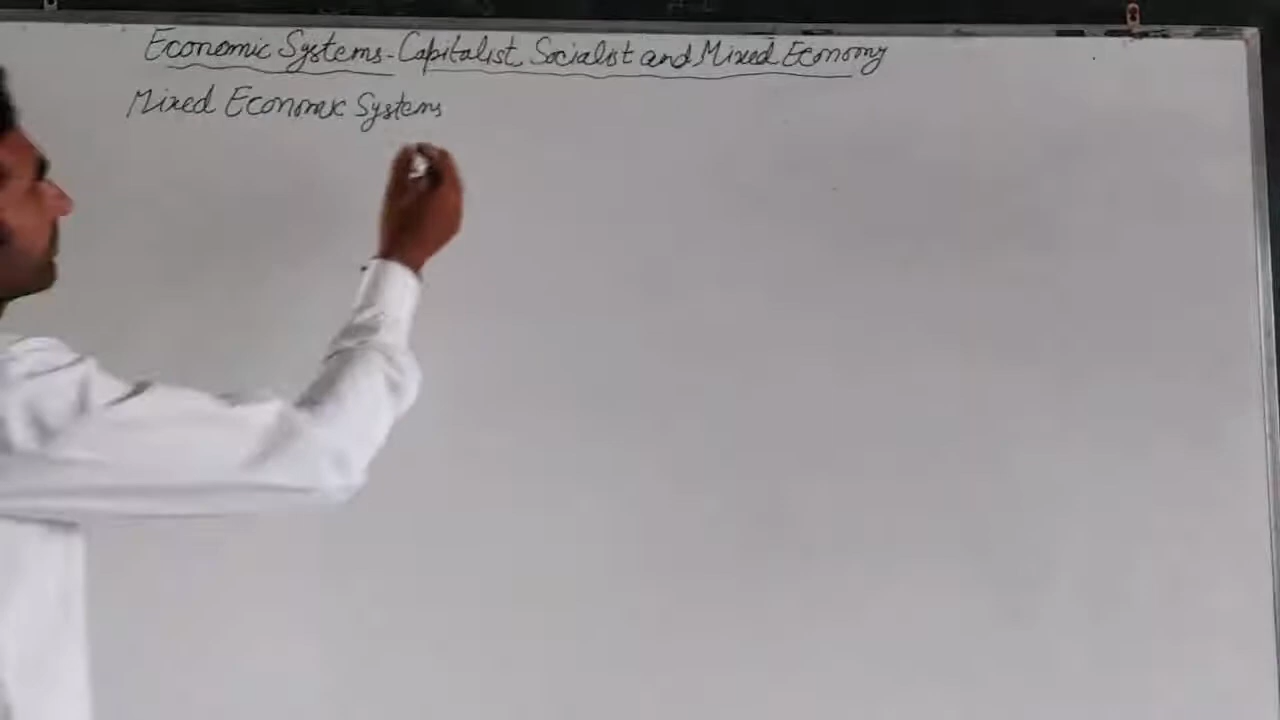 Economic Systems - Capitalist, Socialist and Mixed Economy
Mixed Economic Systems